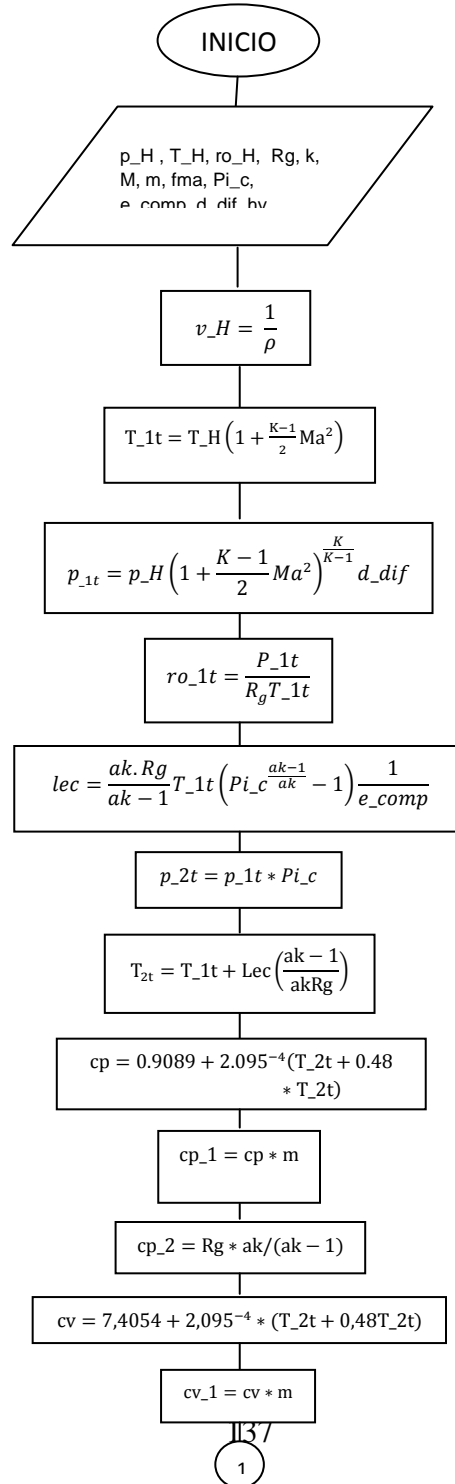 INICIO
p_H , T_H, ro_H, Rg, k,
M, m, fma, Pi_c,
e_comp d_dif hv
v_H = 1/ρ
T_1t = T_H(1 + (K−1)/2 Ma²)
p_1t = p_H(1 + (K − 1)/2 Ma²)^(K/(K−1)) d_dif
ro_1t = P_1t/(R_g T_1t)
lec = (ak. Rg)/(ak − 1) T_1t (Pi_c^((ak−1)/ak) − 1) 1/e_comp
p_2t = p_1t * Pi_c
T₂t = T_1t + Lec((ak − 1)/(akRg))
cp = 0.9089 + 2.095⁻⁴(T_2t + 0.48
* T_2t)
cp_1 = cp * m
cp_2 = Rg * ak/(ak − 1)
cv = 7,4054 + 2,095⁻⁴ * (T_2t + 0,48T_2t)
cv_1 = cv * m
137
1